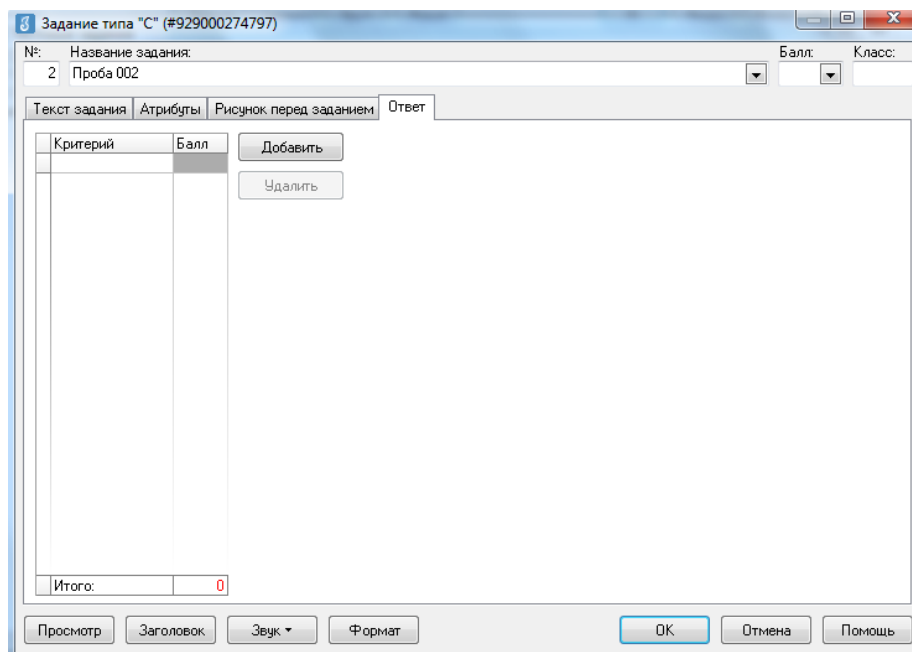 Задание типа "С" (#929000274797)
№: Название задания: Балл: Класс:
2 Проба 002
Текст задания Атрибуты Рисунок перед заданием Ответ
Критерий Балл Добавить
Удалить
Итого: 0
Просмотр Заголовок Звук Формат OK Отмена Помощь